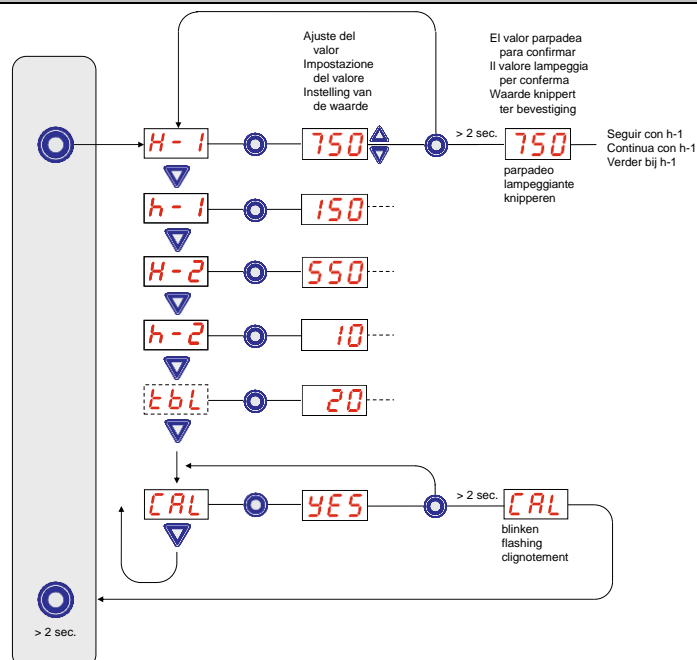 Ajuste del
valor
Impostazione
del valore
Instelling van
de waarde
El valor parpadea
para confirmar
Il valore lampeggia
per conferma
Waarde knippert
ter bevestiging
H-1
750
> 2 sec.
750
Seguir con h-1
Continua con h-1
Verder bij h-1
parpadeo
lampeggiante
knipperen
h-1
150
H-2
550
h-2
10
tbL
20
CAL
YES
> 2 sec.
CAL
blinken
flashing
clignotement
> 2 sec.